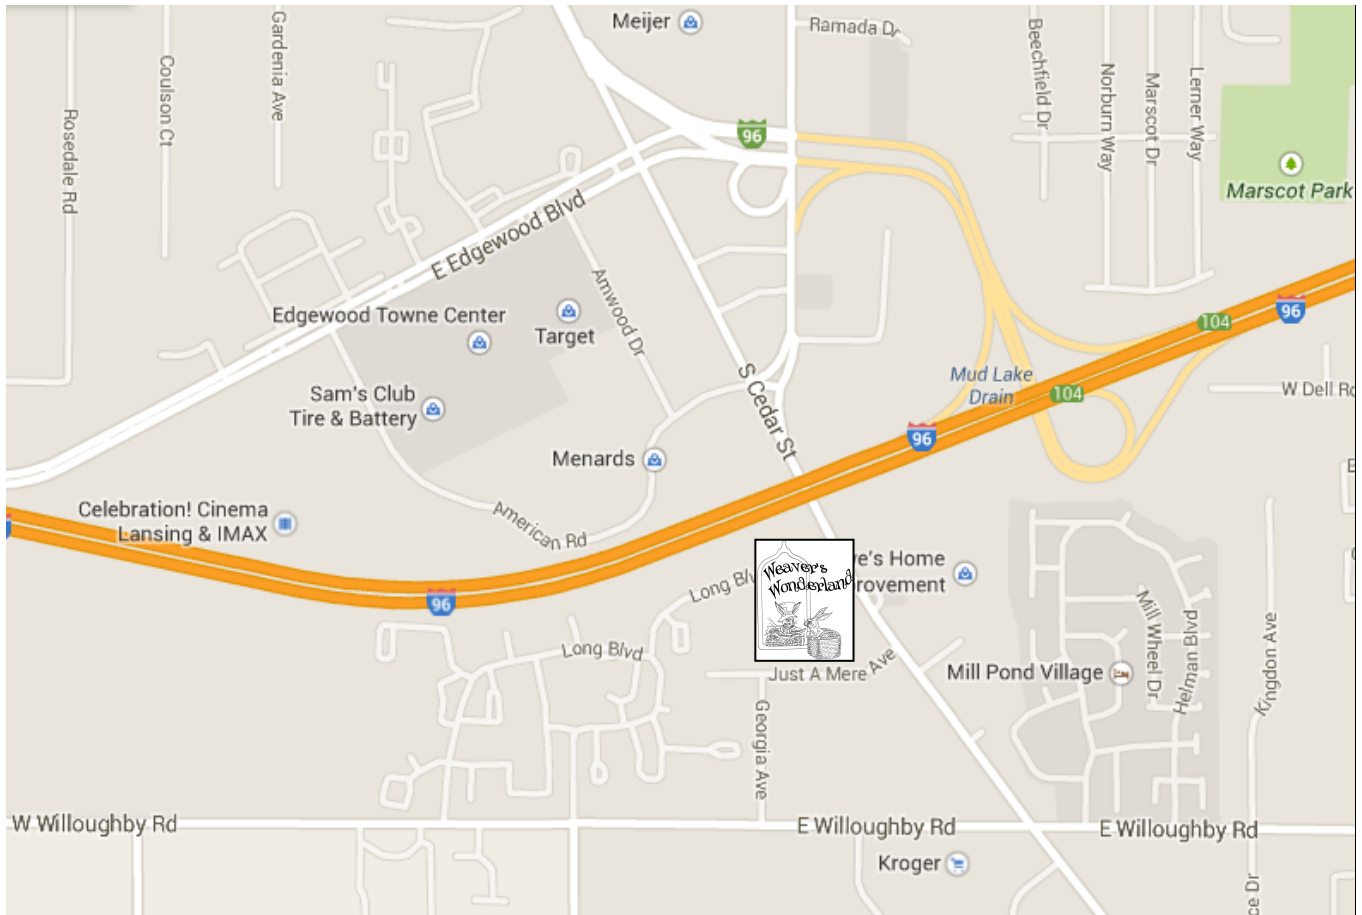 Meijer
Ramada Dr
Gardenia Ave
Coulson Ct
Rosedale Rd
Beechfield Dr
Norburn Way
Marscot Dr
Lerner Way
96
Marscot Park
E Edgewood Blvd
Amwood Dr
Edgewood Towne Center
Target
Sam's Club
Tire & Battery
S Cedar St
Mud Lake
Drain
104
96
104
96
W Dell Rd
Menards
Celebration! Cinema
Lansing & IMAX
American Rd
96
Long Blv
Weaver's
Wonderland
ve's Home
rovement
Long Blvd
Just A Mere Ave
Georgia Ave
Mill Pond Village
Mill Wheel Dr
Helman Blvd
Kingdon Ave
W Willoughby Rd
E Willoughby Rd
E Willoughby Rd
Kroger
ce Dr